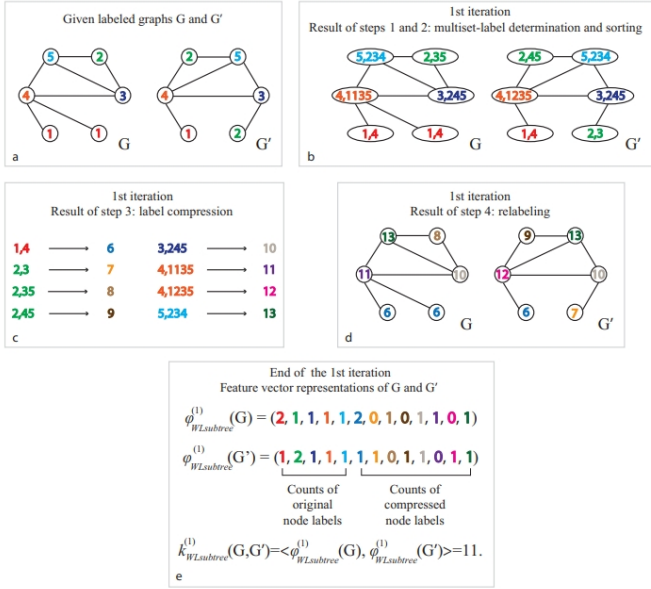 Given labeled graphs G and G′
5 2
4 3
1 1
G
2 5
4 3
1 2
G′
a
1st iteration
Result of steps 1 and 2: multiset-label determination and sorting
5,234 2,35
4,1135 3,245
1,4 1,4
G
2,45 5,234
4,1235 3,245
1,4 2,3
G′
b
1st iteration
Result of step 3: label compression
1,4 → 6 3,245 → 10
2,3 → 7 4,1135 → 11
2,35 → 8 4,1235 → 12
2,45 → 9 5,234 → 13
c
1st iteration
Result of step 4: relabeling
13 8
11 10
6 6
G
9 13
12 10
6 7
G′
d
End of the 1st iteration
Feature vector representations of G and G′
φ(1)WLsubtree(G) = (2, 1, 1, 1, 1, 2, 0, 1, 0, 1, 1, 0, 1)
φ(1)WLsubtree(G’) = (1, 2, 1, 1, 1, 1, 1, 0, 1, 1, 0, 1, 1)
Counts of original node labels
Counts of compressed node labels
k(1)WLsubtree(G,G′)=<φ(1)WLsubtree(G), φ(1)WLsubtree(G′)>=11.
e